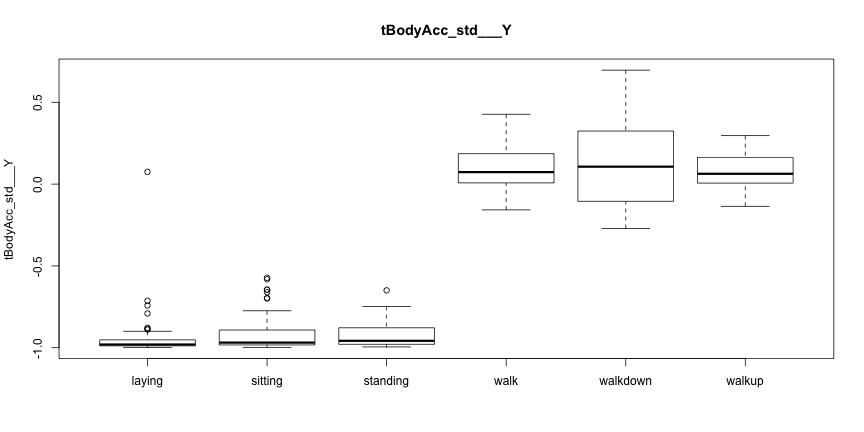 tBodyAcc_std___Y
tBodyAcc_std___Y
0.5
0.0
-0.5
-1.0
laying sitting standing walk walkdown walkup